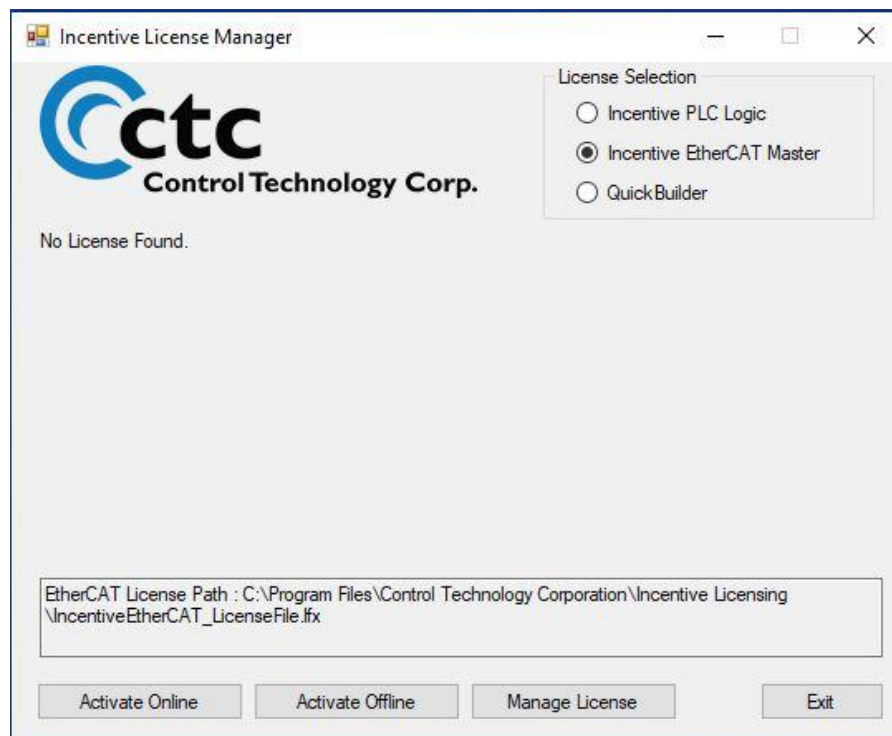 Incentive License Manager
ctc
Control Technology Corp.
License Selection
Incentive PLC Logic
Incentive EtherCAT Master
QuickBuilder
No License Found.
EtherCAT License Path : C:\Program Files\Control Technology Corporation\Incentive Licensing
\IncentiveEtherCAT_LicenseFile.lfx
Activate Online
Activate Offline
Manage License
Exit